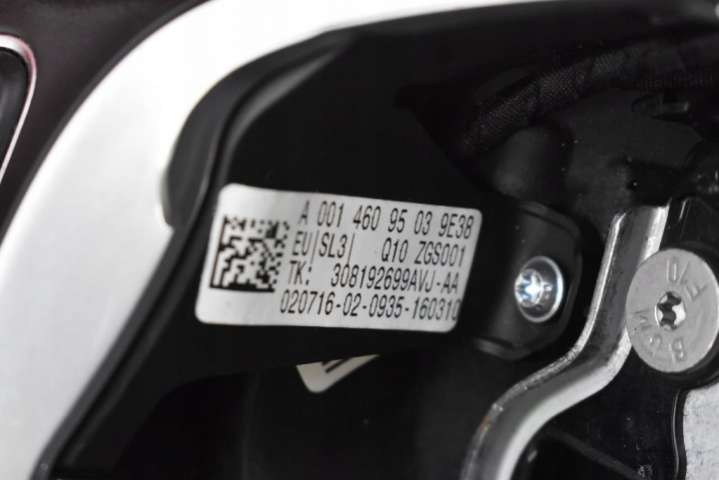 A 001 460 95 03 9E38
EU|SL3| Q10 ZGS001
TK: 308192699AVJ-AA
020716-02-0935-160310